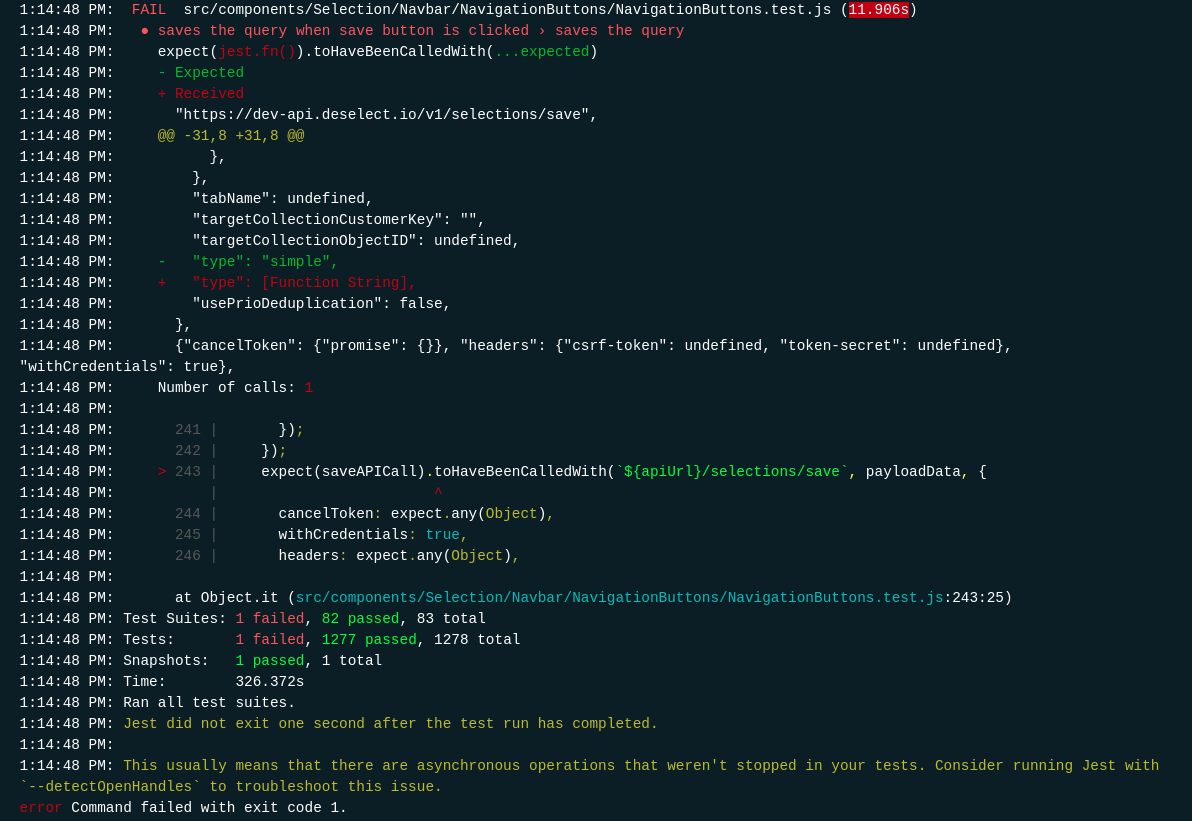 1:14:48 PM:  FAIL  src/components/Selection/Navbar/NavigationButtons/NavigationButtons.test.js (11.906s)
1:14:48 PM:   ● saves the query when save button is clicked › saves the query
1:14:48 PM:     expect(jest.fn()).toHaveBeenCalledWith(...expected)
1:14:48 PM:     - Expected
1:14:48 PM:     + Received
1:14:48 PM:       "https://dev-api.deselect.io/v1/selections/save",
1:14:48 PM:     @@ -31,8 +31,8 @@
1:14:48 PM:           },
1:14:48 PM:         },
1:14:48 PM:         "tabName": undefined,
1:14:48 PM:         "targetCollectionCustomerKey": "",
1:14:48 PM:         "targetCollectionObjectID": undefined,
1:14:48 PM:     -   "type": "simple",
1:14:48 PM:     +   "type": [Function String],
1:14:48 PM:         "usePrioDeduplication": false,
1:14:48 PM:       },
1:14:48 PM:       {"cancelToken": {"promise": {}}, "headers": {"csrf-token": undefined, "token-secret": undefined},
"withCredentials": true},
1:14:48 PM:     Number of calls: 1
1:14:48 PM:
1:14:48 PM:       241 |       });
1:14:48 PM:       242 |     });
1:14:48 PM:     > 243 |     expect(saveAPICall).toHaveBeenCalledWith(`${apiUrl}/selections/save`, payloadData, {
1:14:48 PM:           |                         ^
1:14:48 PM:       244 |       cancelToken: expect.any(Object),
1:14:48 PM:       245 |       withCredentials: true,
1:14:48 PM:       246 |       headers: expect.any(Object),
1:14:48 PM:
1:14:48 PM:       at Object.it (src/components/Selection/Navbar/NavigationButtons/NavigationButtons.test.js:243:25)
1:14:48 PM: Test Suites: 1 failed, 82 passed, 83 total
1:14:48 PM: Tests:       1 failed, 1277 passed, 1278 total
1:14:48 PM: Snapshots:   1 passed, 1 total
1:14:48 PM: Time:        326.372s
1:14:48 PM: Ran all test suites.
1:14:48 PM: Jest did not exit one second after the test run has completed.
1:14:48 PM:
1:14:48 PM: This usually means that there are asynchronous operations that weren't stopped in your tests. Consider running Jest with
`--detectOpenHandles` to troubleshoot this issue.
error Command failed with exit code 1.